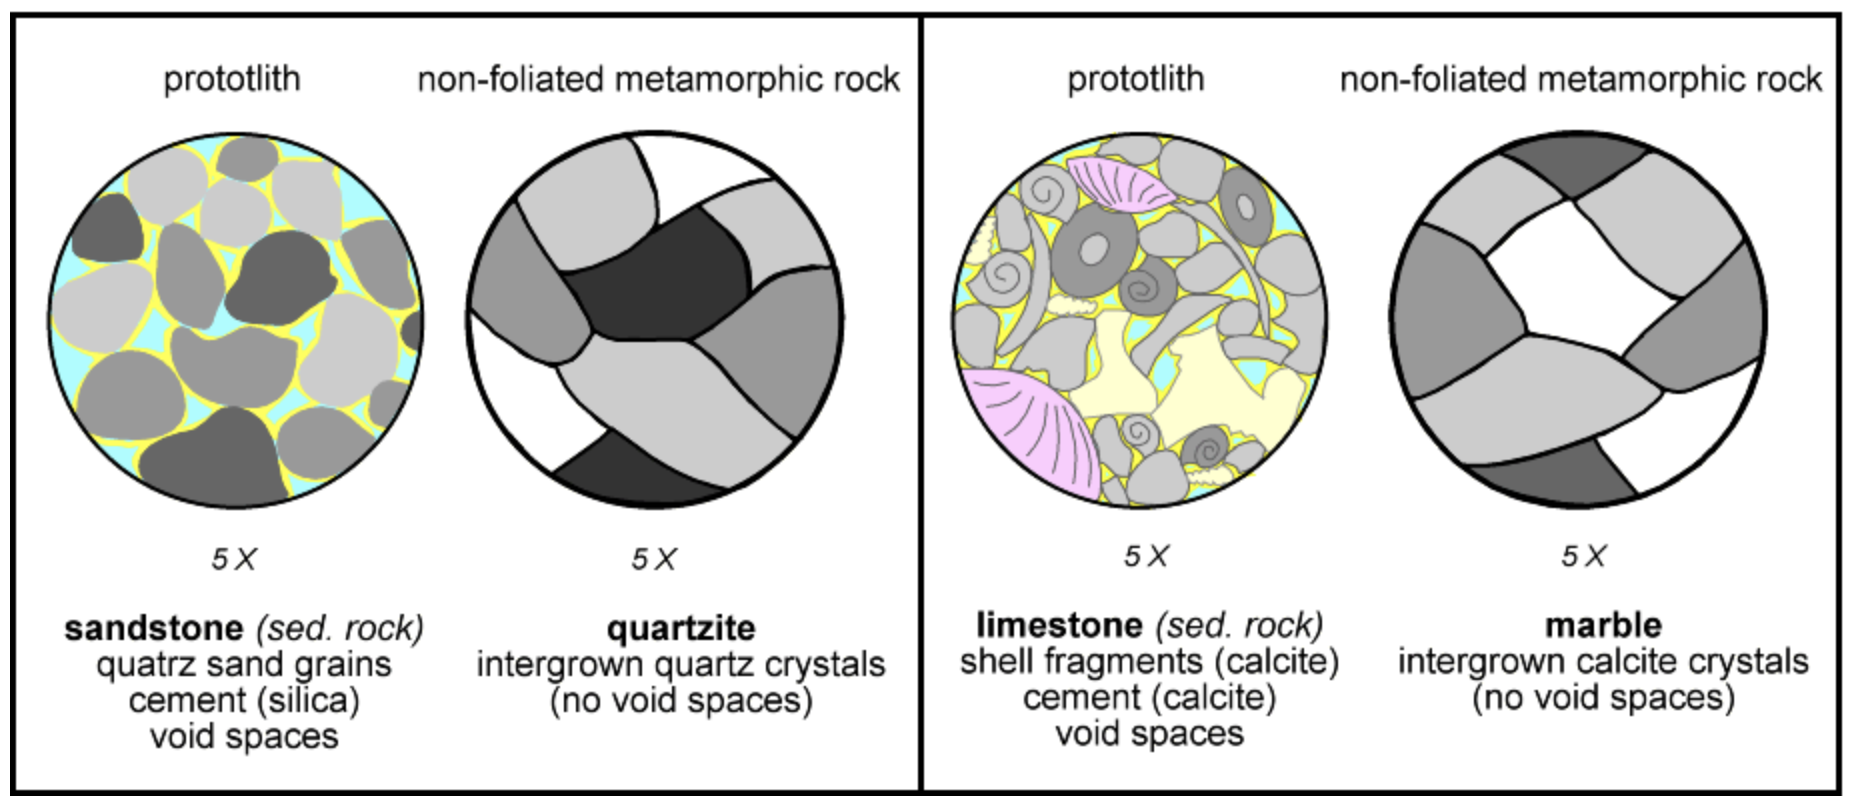 prototlith
non-foliated metamorphic rock
5 X
5 X
sandstone (sed. rock)
quatrz sand grains
cement (silica)
void spaces
quartzite
intergrown quartz crystals
(no void spaces)
prototlith
non-foliated metamorphic rock
5 X
5 X
limestone (sed. rock)
shell fragments (calcite)
cement (calcite)
void spaces
marble
intergrown calcite crystals
(no void spaces)